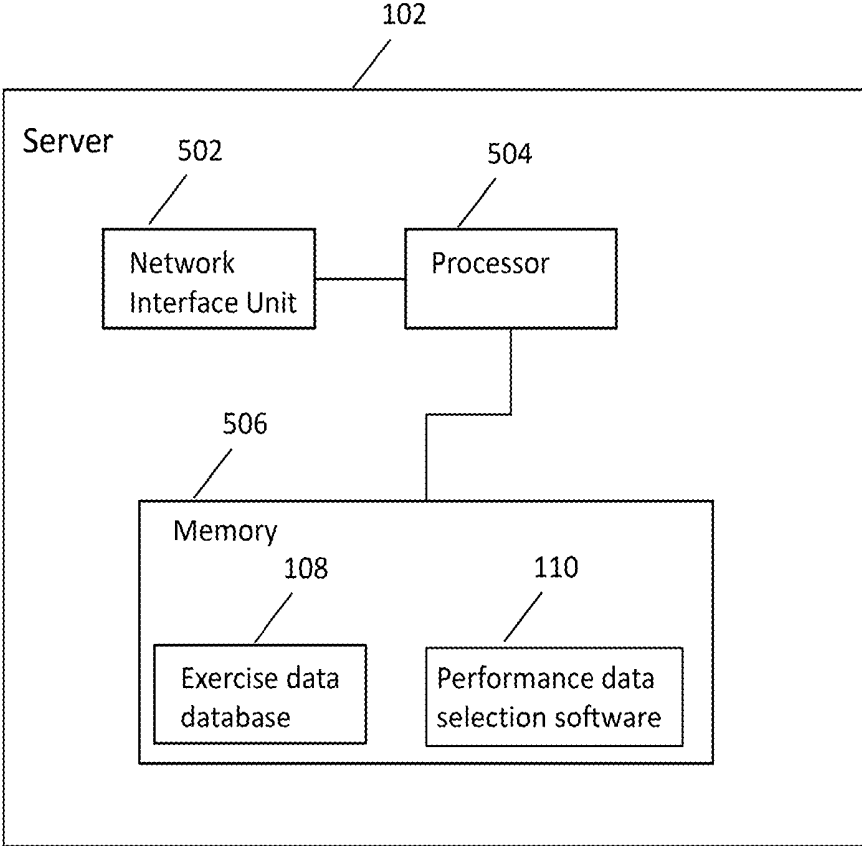 102
Server
502
504
Network
Interface Unit
Processor
506
Memory
108
110
Exercise data
database
Performance data
selection software